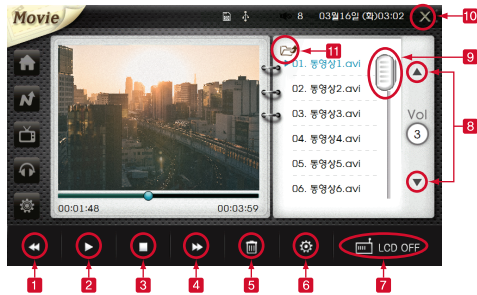 Movie
8 03월16일 (화)03:02
10
11
01. 동영상1.avi
9
02. 동영상2.avi
03. 동영상3.avi
Vol
3
8
04. 동영상4.avi
05. 동영상5.avi
06. 동영상6.avi
00:01:48 00:03:59
LCD OFF
1 2 3 4 5 6 7